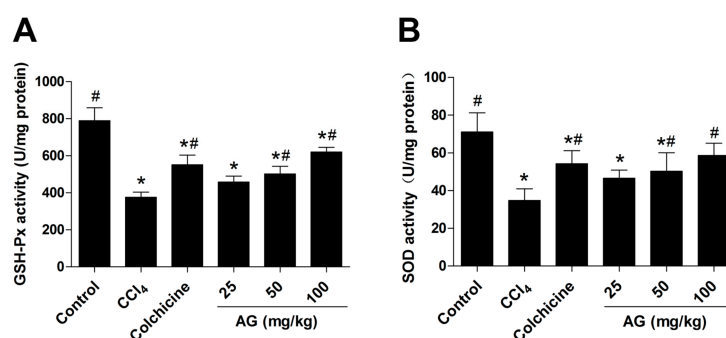 A
GSH-Px activity (U/mg protein)
1000
800
600
400
200
0
#
*
*#
*
*#
*#
Control
CCl4
Colchicine
25
50
100
AG (mg/kg)
B
SOD activity（U/mg protein）
100
80
60
40
20
0
#
*
*#
*
*#
#
Control
CCl4
Colchicine
25
50
100
AG (mg/kg)